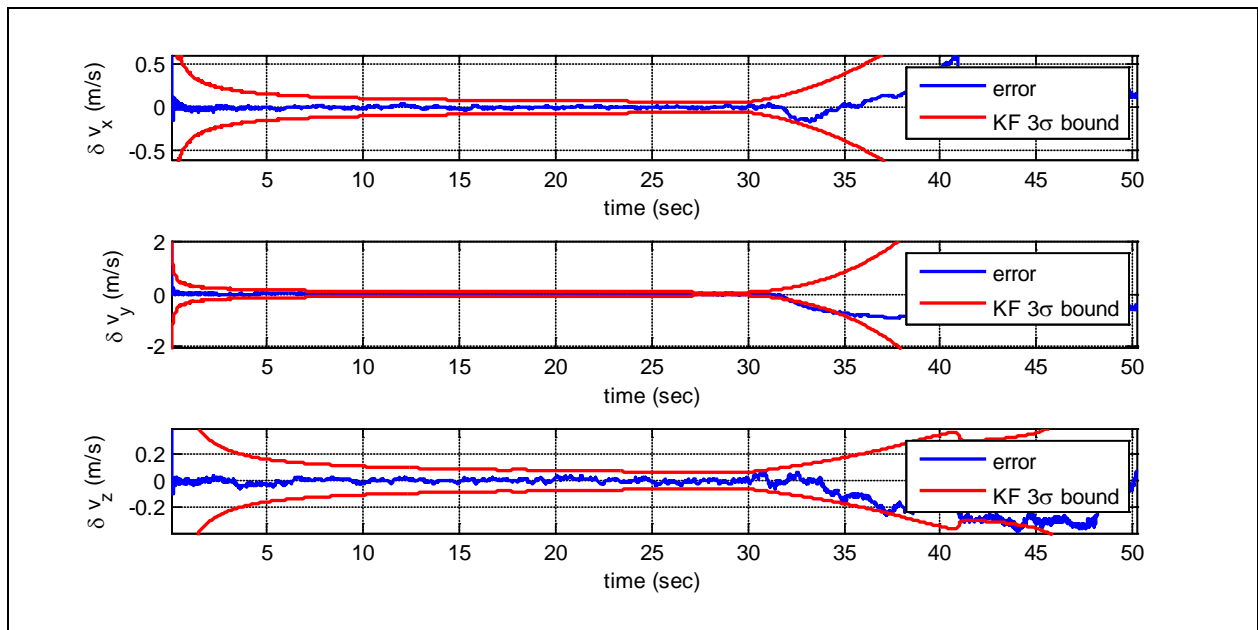 δ v_x (m/s)
0.5
0
-0.5
error
KF 3σ bound
5 10 15 20 25 30 35 40 45 50
time (sec)
δ v_y (m/s)
2
0
-2
error
KF 3σ bound
5 10 15 20 25 30 35 40 45 50
time (sec)
δ v_z (m/s)
0.2
0
-0.2
error
KF 3σ bound
5 10 15 20 25 30 35 40 45 50
time (sec)